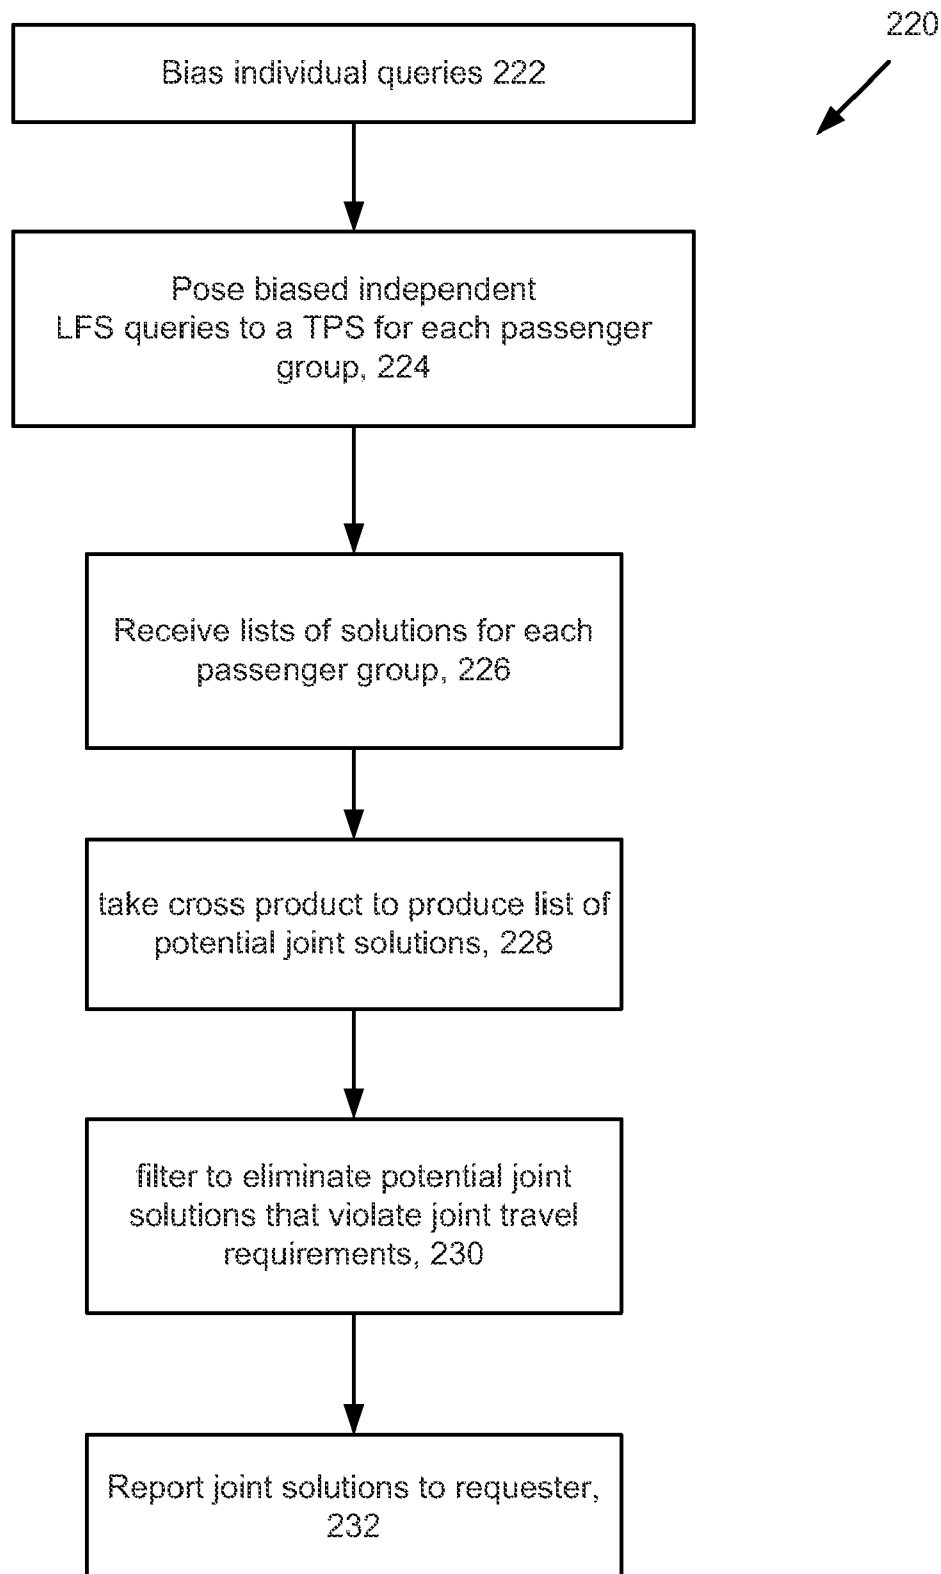 220
Bias individual queries 222
Pose biased independent
LFS queries to a TPS for each passenger
group, 224
Receive lists of solutions for each
passenger group, 226
take cross product to produce list of
potential joint solutions, 228
filter to eliminate potential joint
solutions that violate joint travel
requirements, 230
Report joint solutions to requester,
232